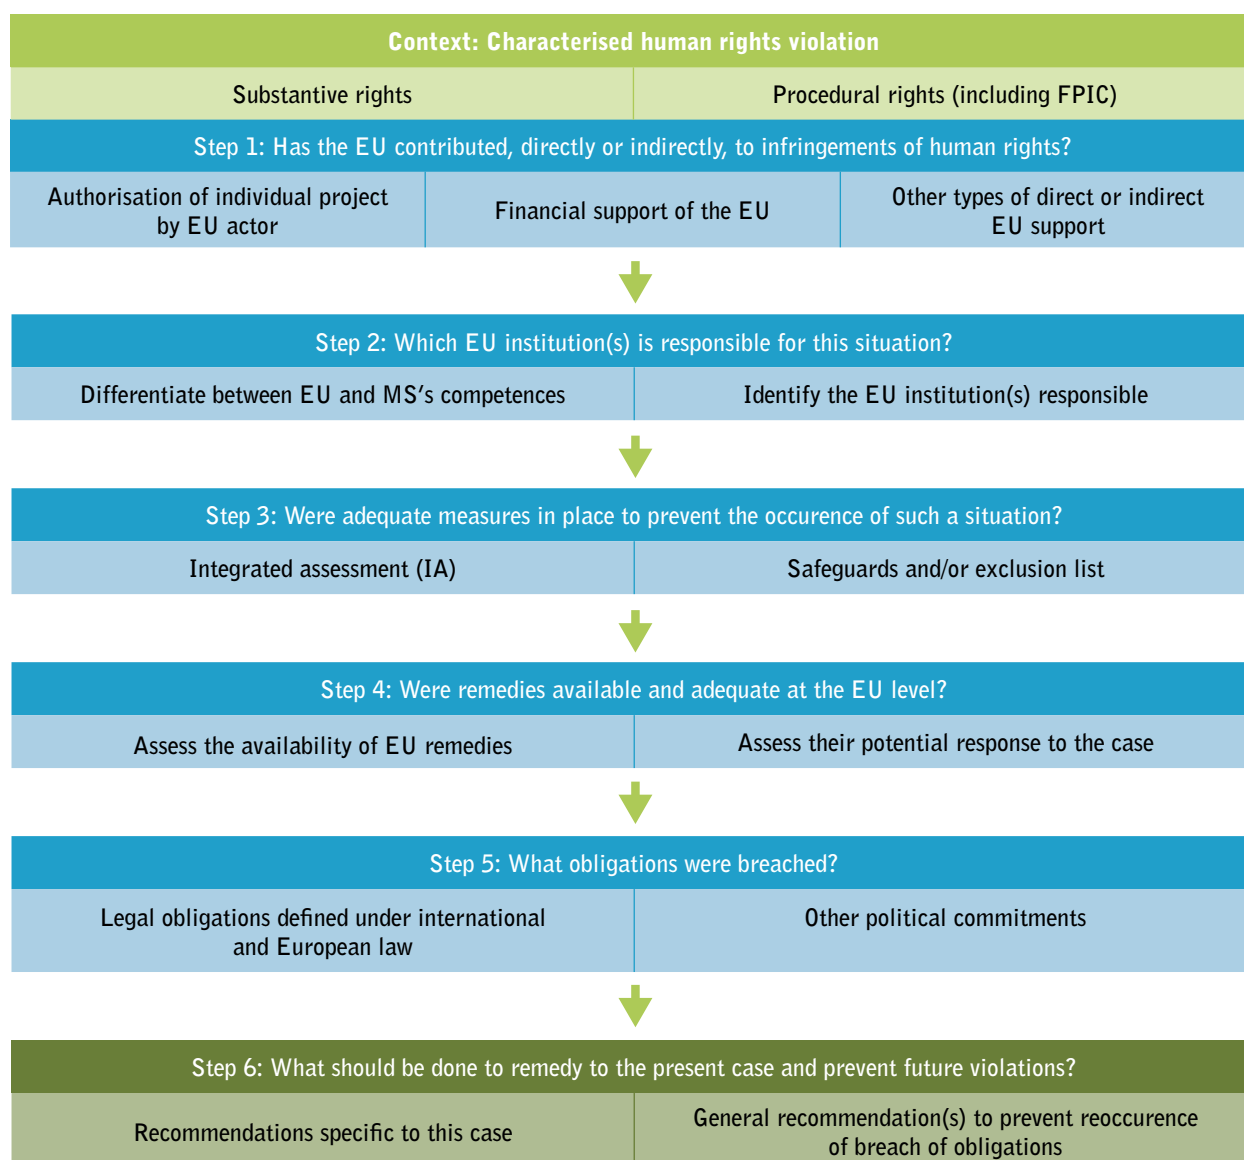 Context: Characterised human rights violation
Substantive rights
Procedural rights (including FPIC)
Step 1: Has the EU contributed, directly or indirectly, to infringements of human rights?
Authorisation of individual project
by EU actor
Financial support of the EU
Other types of direct or indirect
EU support
Step 2: Which EU institution(s) is responsible for this situation?
Differentiate between EU and MS's competences
Identify the EU institution(s) responsible
Step 3: Were adequate measures in place to prevent the occurence of such a situation?
Integrated assessment (IA)
Safeguards and/or exclusion list
Step 4: Were remedies available and adequate at the EU level?
Assess the availability of EU remedies
Assess their potential response to the case
Step 5: What obligations were breached?
Legal obligations defined under international
and European law
Other political commitments
Step 6: What should be done to remedy to the present case and prevent future violations?
Recommendations specific to this case
General recommendation(s) to prevent reoccurence
of breach of obligations